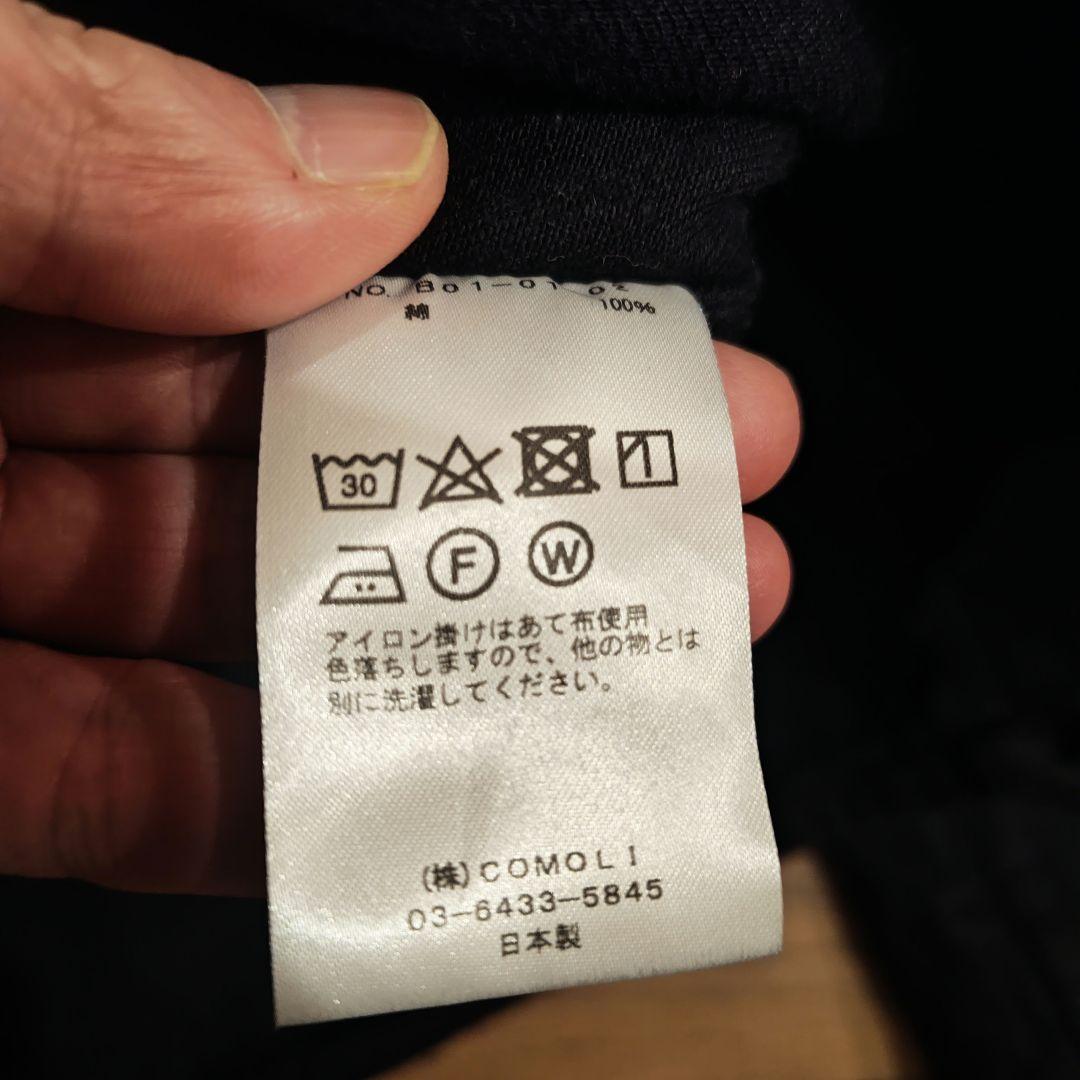 NO. B01-01 02
綿 100%
30
F W
アイロン掛けはあて布使用
色落ちしますので、他の物とは
別に洗濯してください。
(株)COMOLI
03-6433-5845
日本製